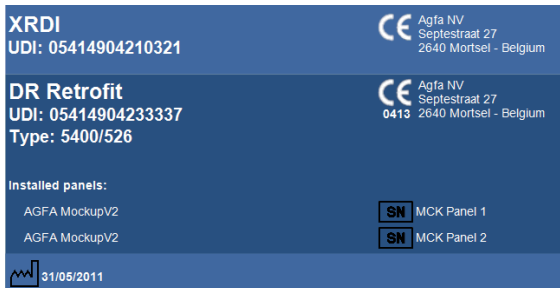 XRDI
UDI: 05414904210321
CE Agfa NV
Septestraat 27
2640 Mortsel - Belgium
DR Retrofit
UDI: 05414904233337
Type: 5400/526
CE Agfa NV
Septestraat 27
0413 2640 Mortsel - Belgium
Installed panels:
AGFA MockupV2 SN MCK Panel 1
AGFA MockupV2 SN MCK Panel 2
31/05/2011